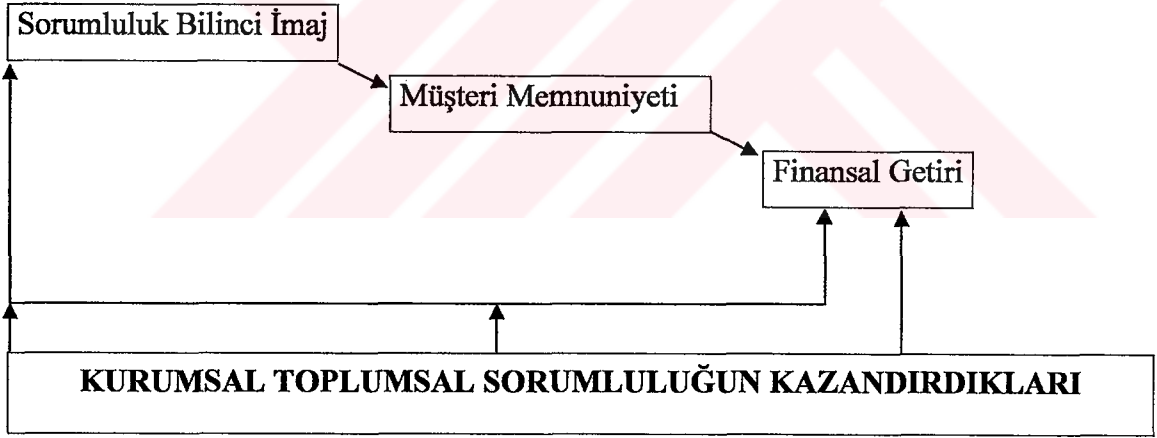 Sorumluluk Bilinci İmaj
Müşteri Memnuniyeti
Finansal Getiri
KURUMSAL TOPLUMSAL SORUMLULUĞUN KAZANDIRDIKLARI